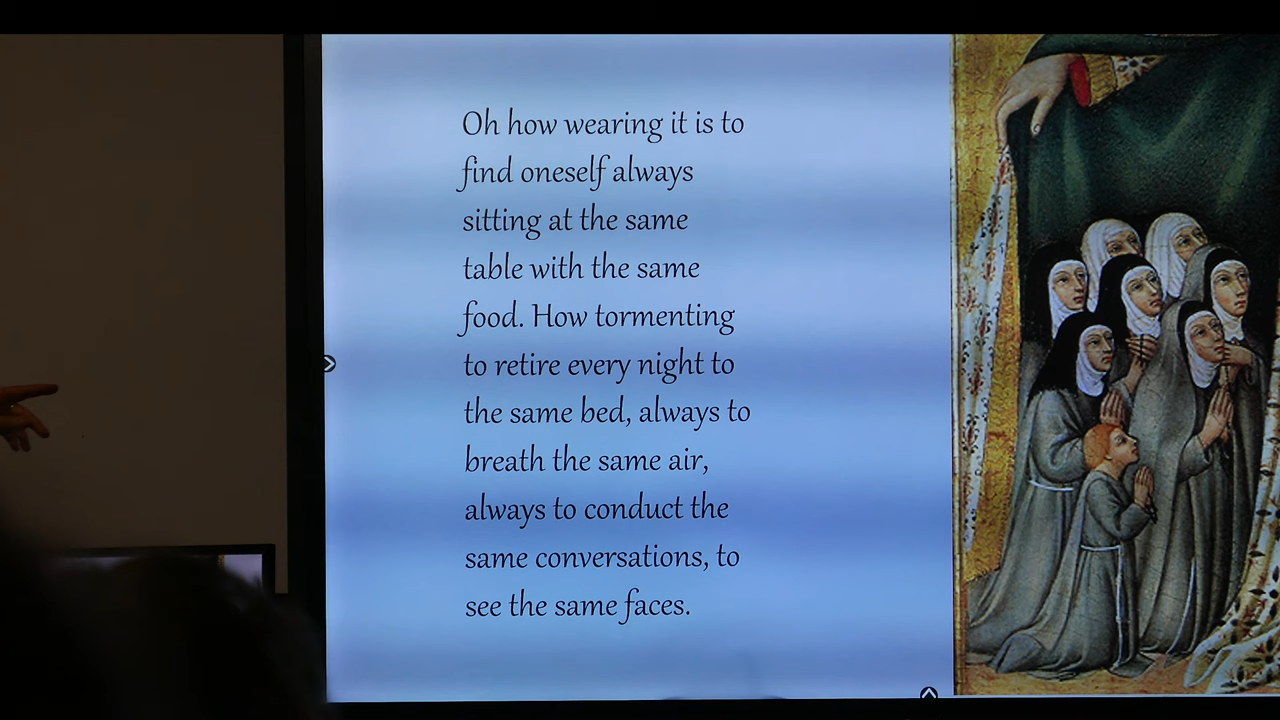 Oh how wearing it is to
find oneself always
sitting at the same
table with the same
food. How tormenting
to retire every night to
the same bed, always to
breath the same air,
always to conduct the
same conversations, to
see the same faces.